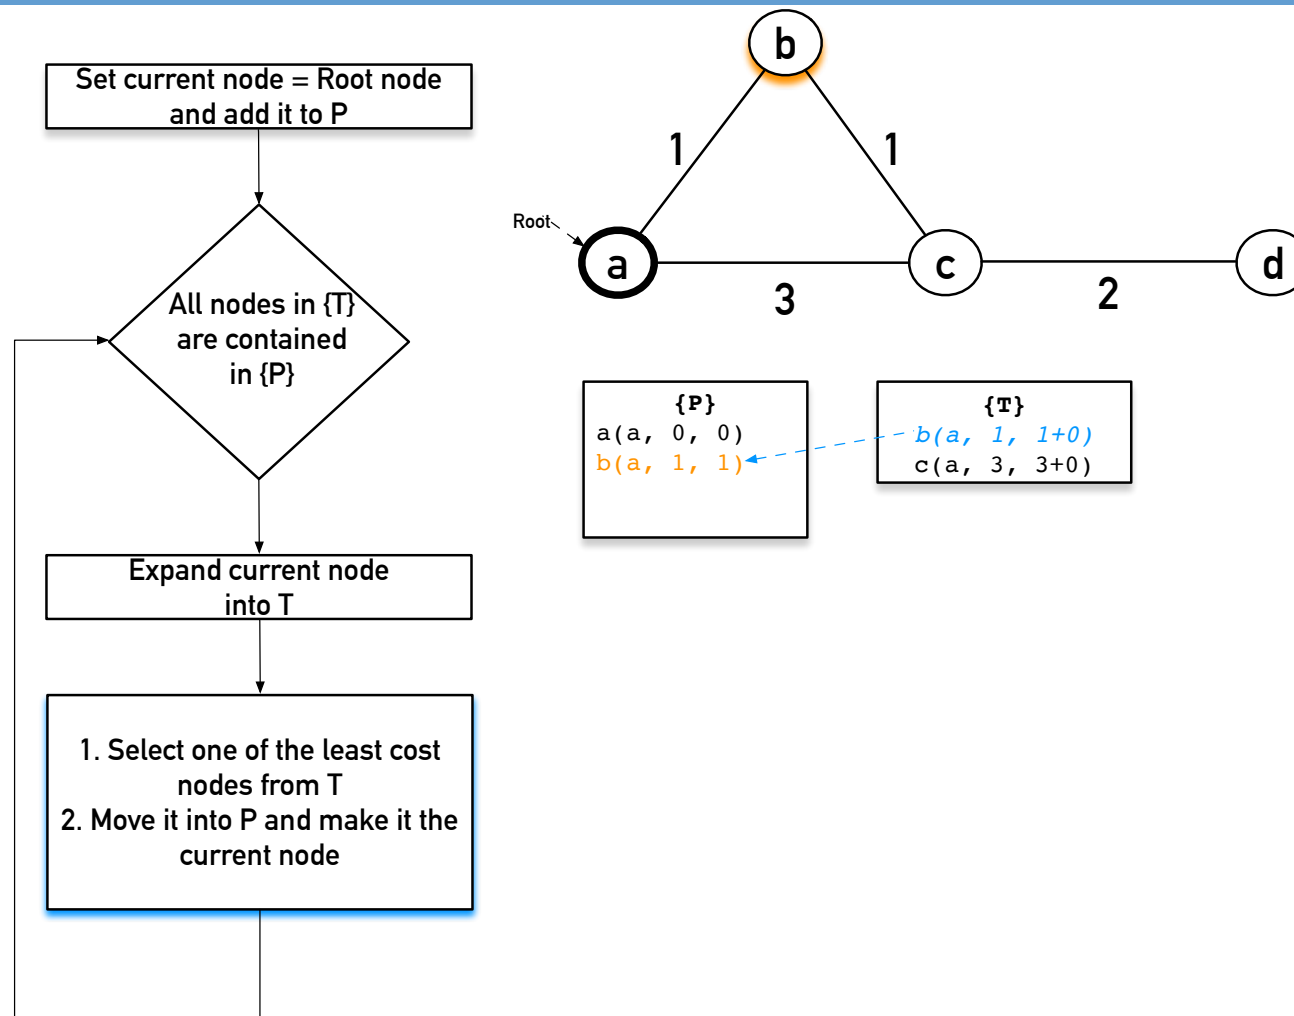 Set current node = Root node
and add it to P
All nodes in {T}
are contained
in {P}
Expand current node
into T
1. Select one of the least cost
nodes from T
2. Move it into P and make it the
current node
b
1
1
Root
a
c
d
3
2
{P}
a(a, 0, 0)
b(a, 1, 1)
{T}
b(a, 1, 1+0)
c(a, 3, 3+0)